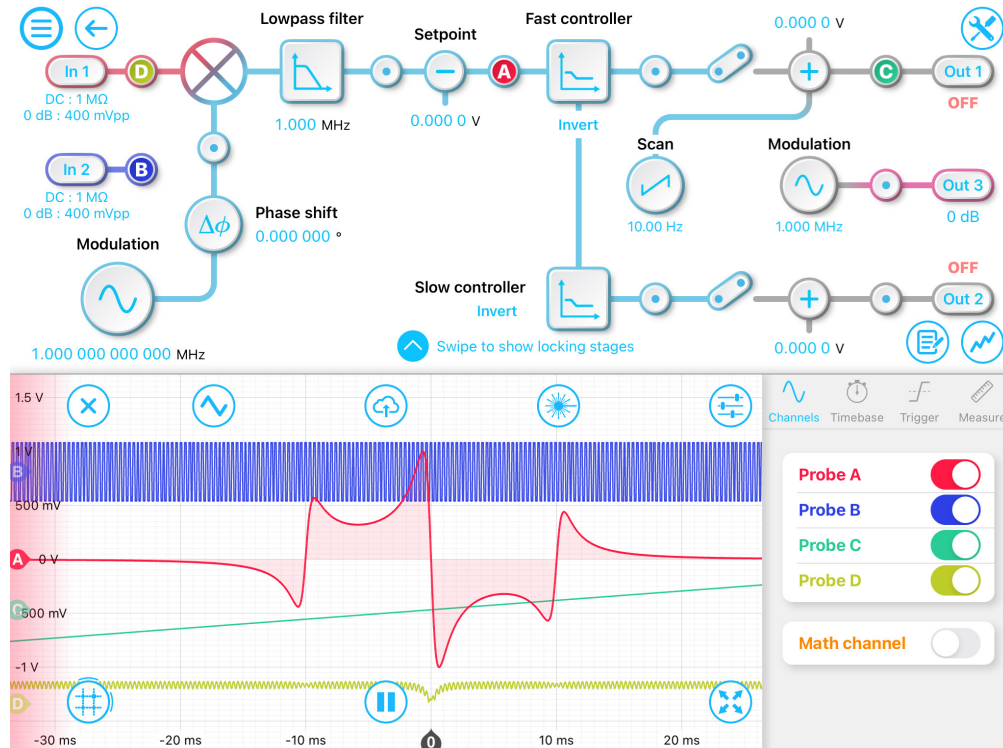 Lowpass filter
Fast controller
0.000 0 V
Setpoint
In 1
D
A
C
Out 1
DC : 1 MΩ
0 dB : 400 mVpp
1.000 MHz
0.000 0 V
Invert
OFF
Scan
Modulation
In 2
B
DC : 1 MΩ
0 dB : 400 mVpp
Δϕ
Phase shift
0.000 000 °
10.00 Hz
1.000 MHz
Out 3
0 dB
Modulation
OFF
Slow controller
Invert
Out 2
1.000 000 000 000 MHz
Swipe to show locking stages
0.000 0 V
1.5 V
Channels Timebase Trigger Measure
1 V
B
Probe A
500 mV
Probe B
A
0 V
Probe C
Probe D
C
-500 mV
Math channel
-1 V
D
-30 ms -20 ms -10 ms 0 10 ms 20 ms